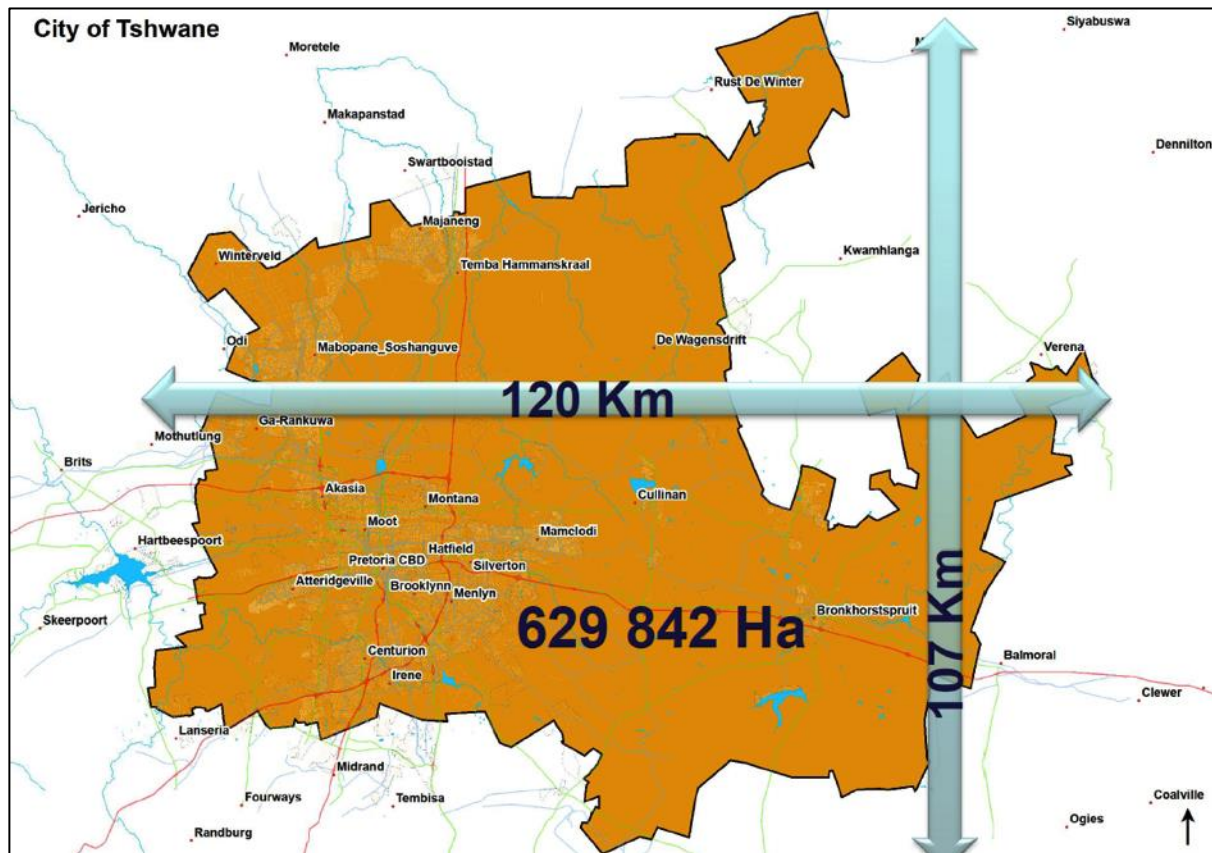 City of Tshwane
Siyabuswa
Moretele
Rust De Winter
Makapanstad
Dennilton
Swartbooistad
Jericho
Majaneng
Kwamhlanga
Winterveld
Temba Hammanskraal
Odi
Mabopane_Soshanguve
De Wagensdrift
Verena
120 Km
Ga-Rankuwa
Mothutlung
Brits
Akasia
Montana
Cullinan
Moot
Mamelodi
Hartbeespoort
Hatfield
Pretoria CBD
Silverton
Atteridgeville
Brooklynn
Menlyn
Skeerpoort
629 842 Ha
Bronkhorstspruit
107 Km
Centurion
Balmoral
Irene
Clewer
Lanseria
Midrand
Fourways
Tembisa
Coalville
Ogies
Randburg